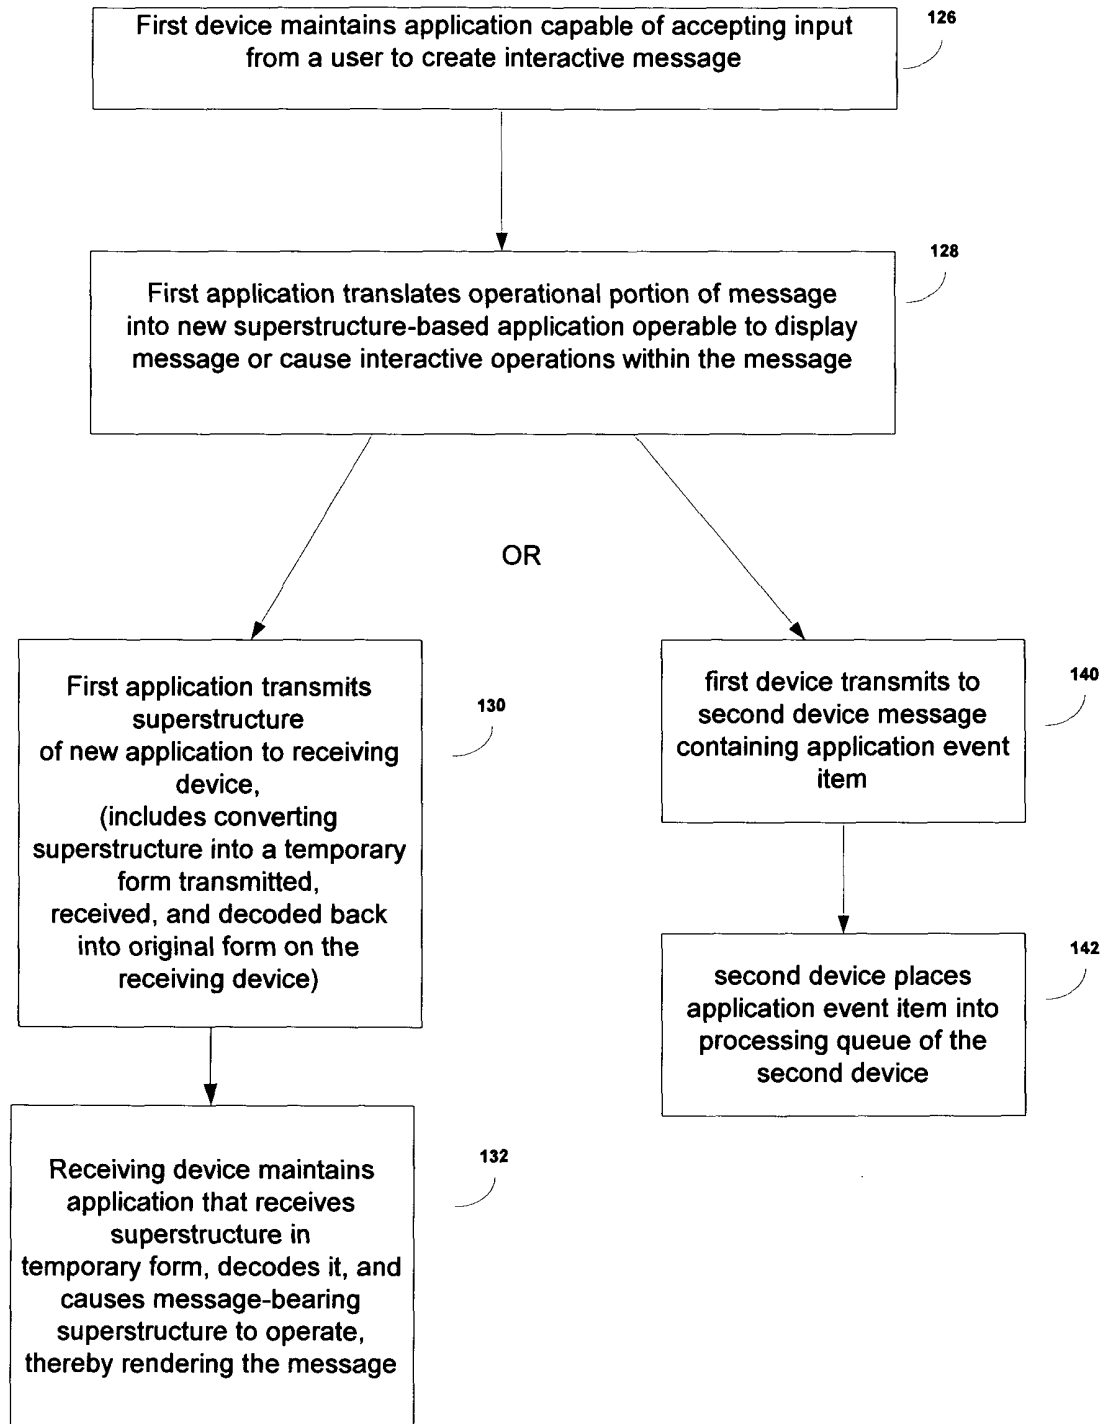 First device maintains application capable of accepting input
from a user to create interactive message
126
First application translates operational portion of message
into new superstructure-based application operable to display
message or cause interactive operations within the message
128
OR
First application transmits
superstructure
of new application to receiving
device,
(includes converting
superstructure into a temporary
form transmitted,
received, and decoded back
into original form on the
receiving device)
130
Receiving device maintains
application that receives
superstructure in
temporary form, decodes it, and
causes message-bearing
superstructure to operate,
thereby rendering the message
132
first device transmits to
second device message
containing application event
item
140
second device places
application event item into
processing queue of the
second device
142